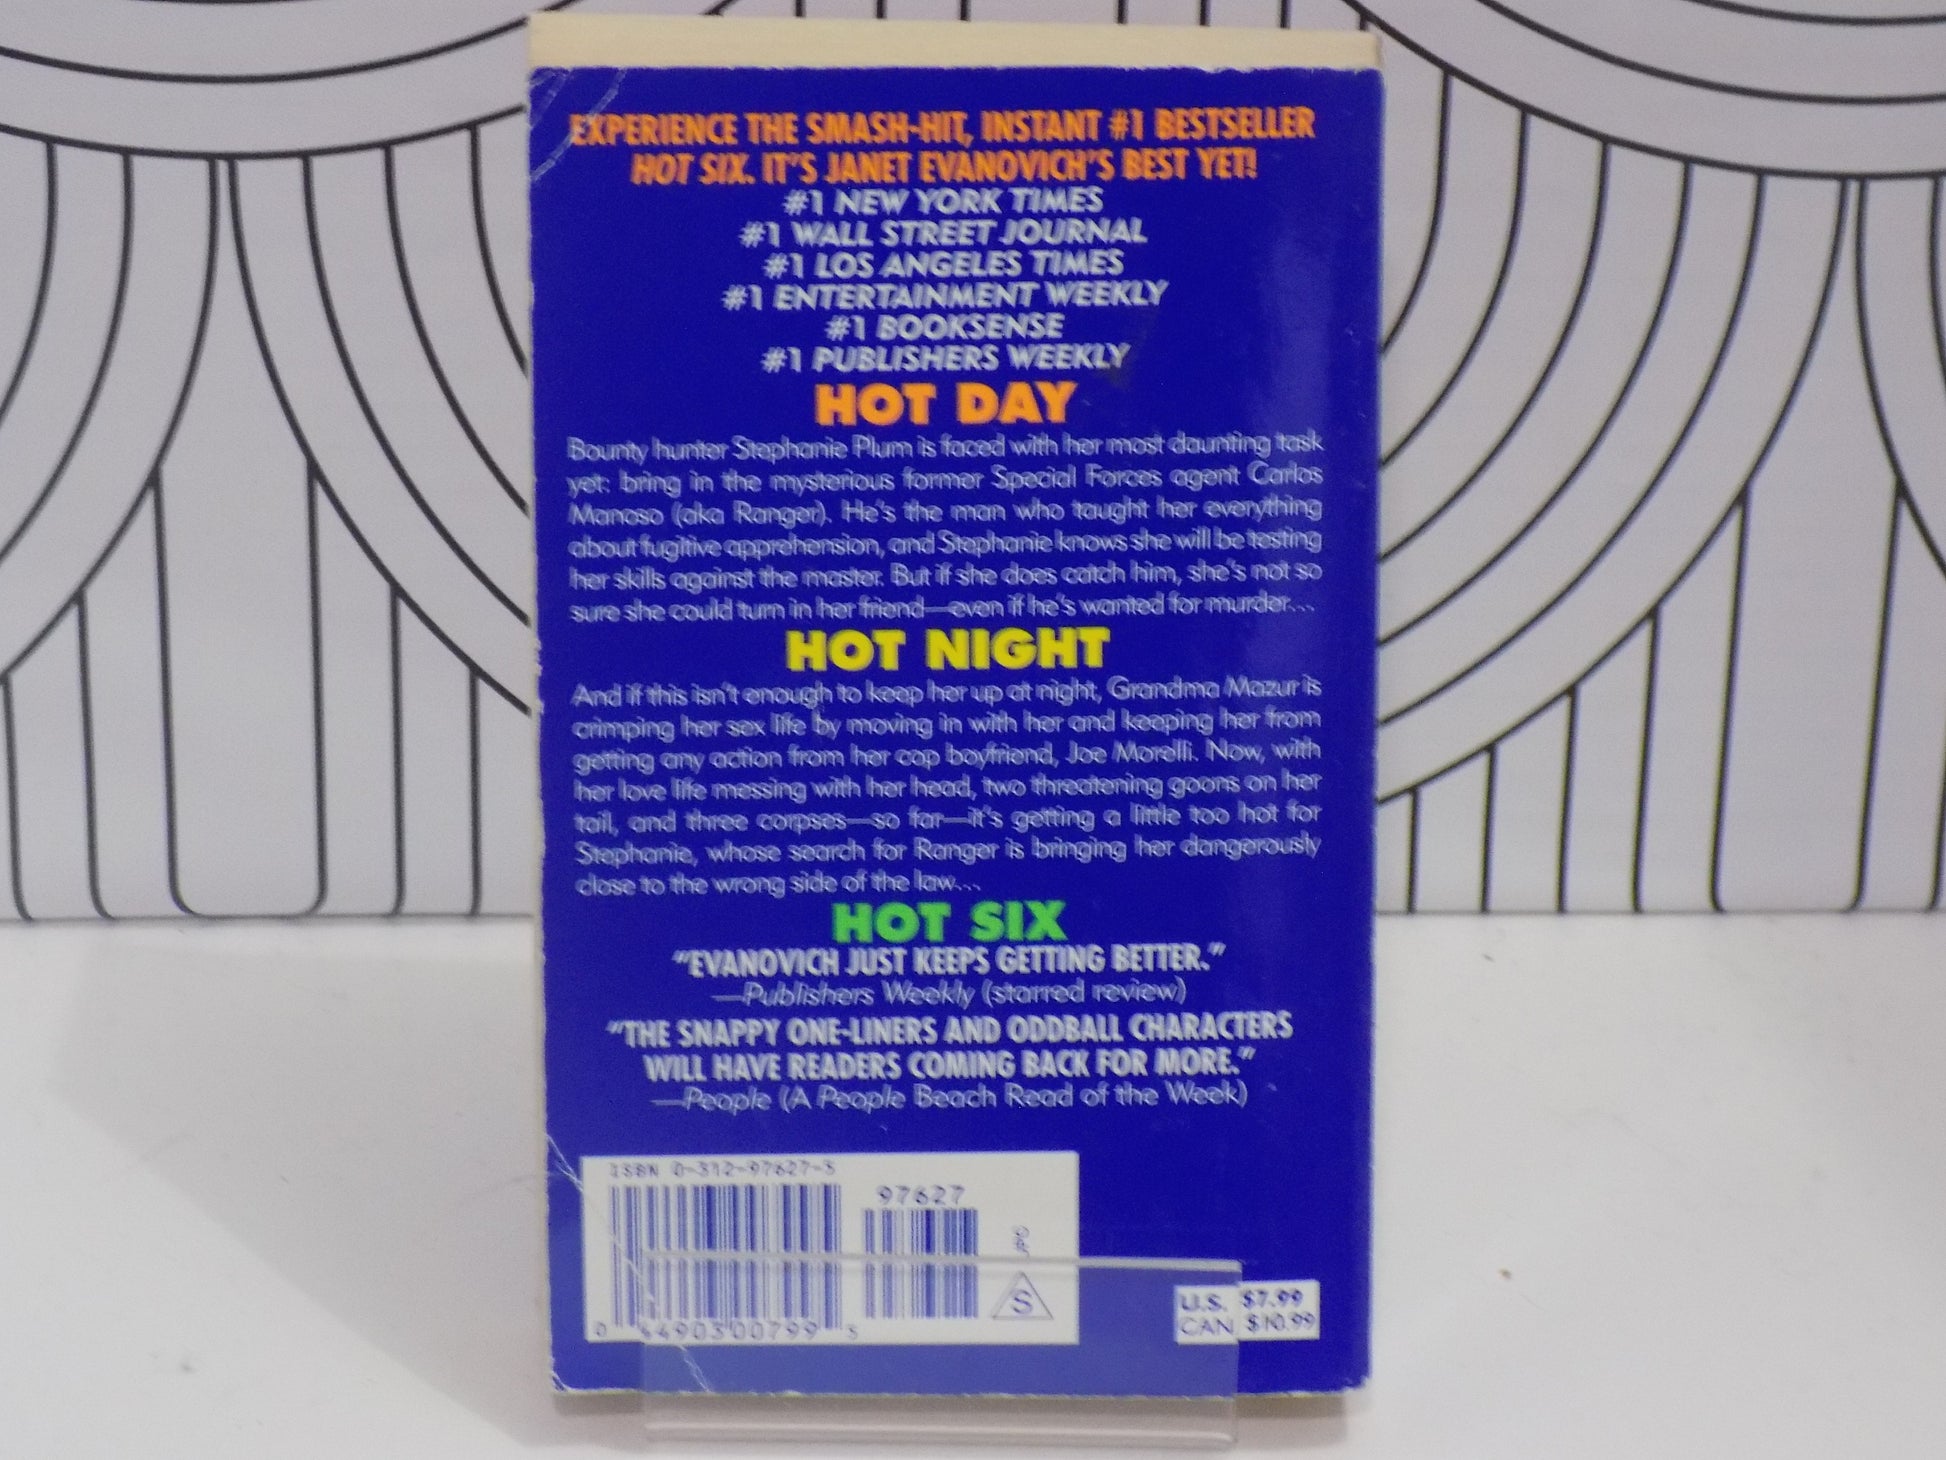 EXPERIENCE THE SMASH-HIT, INSTANT #1 BESTSELLER
HOT SIX. IT'S JANET EVANOVICH'S BEST YET!
#1 NEW YORK TIMES
#1 WALL STREET JOURNAL
#1 LOS ANGELES TIMES
#1 ENTERTAINMENT WEEKLY
#1 BOOKSENSE
#1 PUBLISHERS WEEKLY
HOT DAY
Bounty hunter Stephanie Plum is faced with her most daunting task
yet: bring in the mysterious former Special Forces agent Carlos
Manoso (aka Ranger). He's the man who taught her everything
about fugitive apprehension, and Stephanie knows she will be testing
her skills against the master. But if she does catch him, she's not so
sure she could turn in her friend—even if he's wanted for murder...
HOT NIGHT
And if this isn't enough to keep her up at night, Grandma Mazur is
crimping her sex life by moving in with her and keeping her from
getting any action from her cop boyfriend, Joe Morelli. Now, with
her love life messing with her head, two threatening goons on her
tail, and three corpses—so far—it's getting a little too hot for
Stephanie, whose search for Ranger is bringing her dangerously
close to the wrong side of the law...
HOT SIX
"EVANOVICH JUST KEEPS GETTING BETTER."
—Publishers Weekly (starred review)
"THE SNAPPY ONE-LINERS AND ODDBALL CHARACTERS
WILL HAVE READERS COMING BACK FOR MORE."
—People (A People Beach Read of the Week)
ISBN 0-312-97627-5
97627
UPC
S
0 44903 00799 5
U.S. $7.99
CAN $10.99